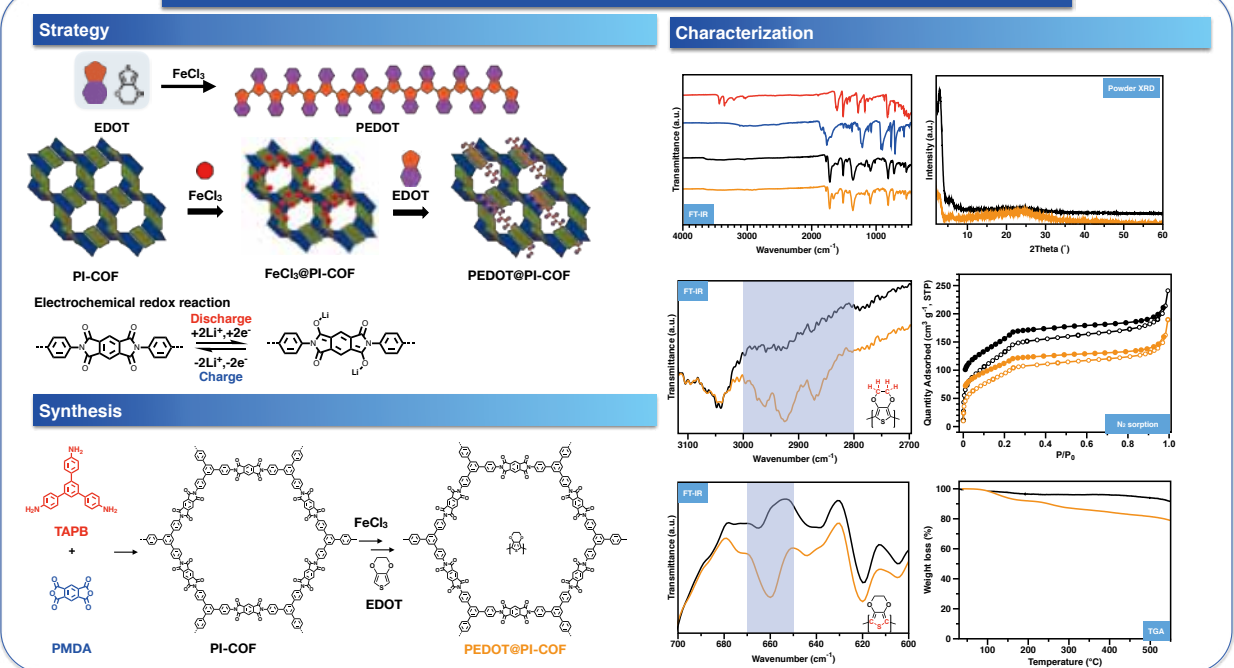 Strategy
FeCl₃
EDOT
PEDOT
FeCl₃
EDOT
PI-COF
FeCl₃@PI-COF
PEDOT@PI-COF
Electrochemical redox reaction
Discharge
+2Li⁺,+2e⁻
-2Li⁺,-2e⁻
Charge
Li
Li
Synthesis
NH₂
H₂N
NH₂
TAPB
+
PMDA
PI-COF
FeCl₃
EDOT
PEDOT@PI-COF
Characterization
Transmittance (a.u.)
FT-IR
4000 3000 2000 1000
Wavenumber (cm⁻¹)
Powder XRD
Intensity (a.u.)
10 20 30 40 50 60
2Theta (°)
FT-IR
Transmittance (a.u.)
H H
H C C H
O O
S
3100 3000 2900 2800 2700
Wavenumber (cm⁻¹)
Quantity Adsorbed (cm³ g⁻¹, STP)
250
200
150
100
50
0
N₂ sorption
0.0 0.2 0.4 0.6 0.8 1.0
P/P₀
FT-IR
Transmittance (a.u.)
O O
C C
S
700 680 660 640 620 600
Wavenumber (cm⁻¹)
Weight loss (%)
100
80
60
40
20
0
TGA
100 200 300 400 500
Temperature (°C)